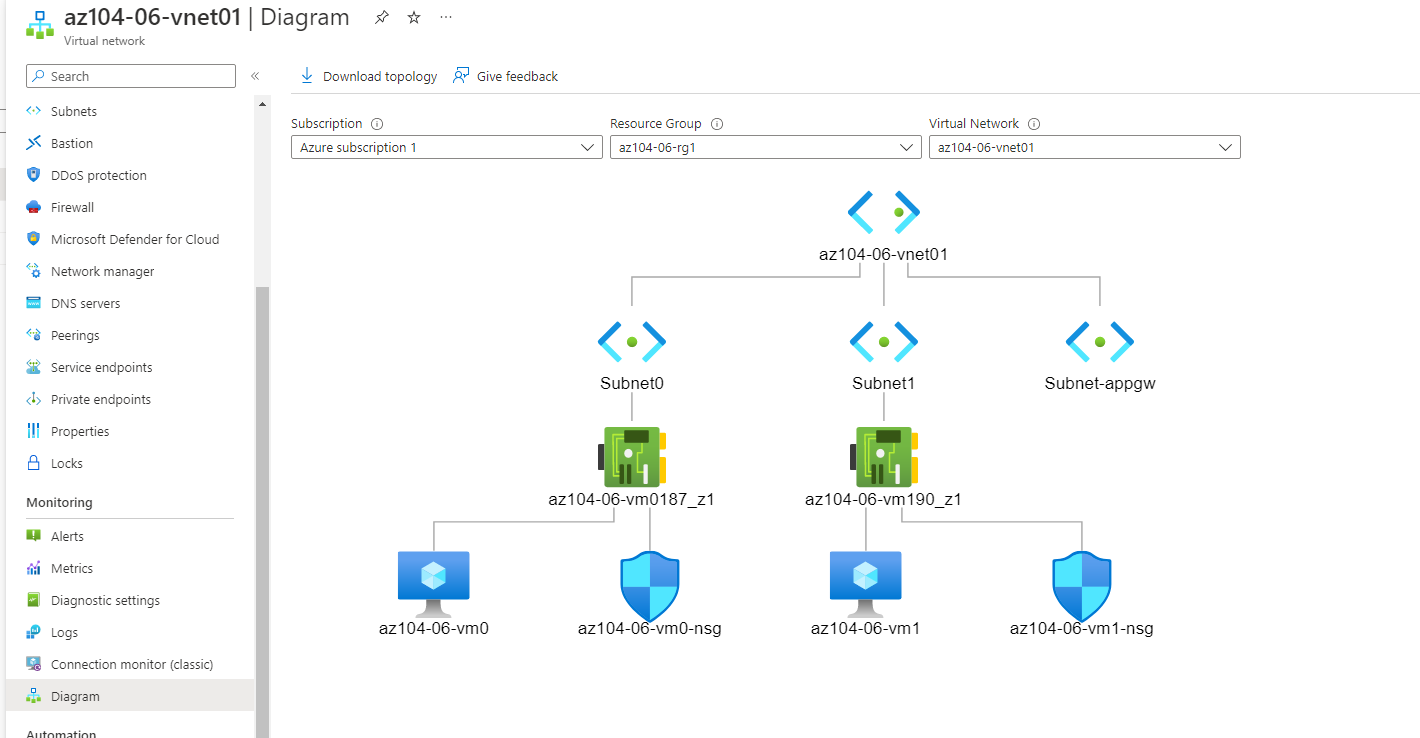 az104-06-vnet01 | Diagram
Virtual network
Search
Subnets
Bastion
DDoS protection
Firewall
Microsoft Defender for Cloud
Network manager
DNS servers
Peerings
Service endpoints
Private endpoints
Properties
Locks
Monitoring
Alerts
Metrics
Diagnostic settings
Logs
Connection monitor (classic)
Diagram
Automation
Download topology Give feedback
Subscription Resource Group Virtual Network
Azure subscription 1 az104-06-rg1 az104-06-vnet01
az104-06-vnet01
Subnet0 Subnet1 Subnet-appgw
az104-06-vm0187_z1 az104-06-vm190_z1
az104-06-vm0 az104-06-vm0-nsg az104-06-vm1 az104-06-vm1-nsg